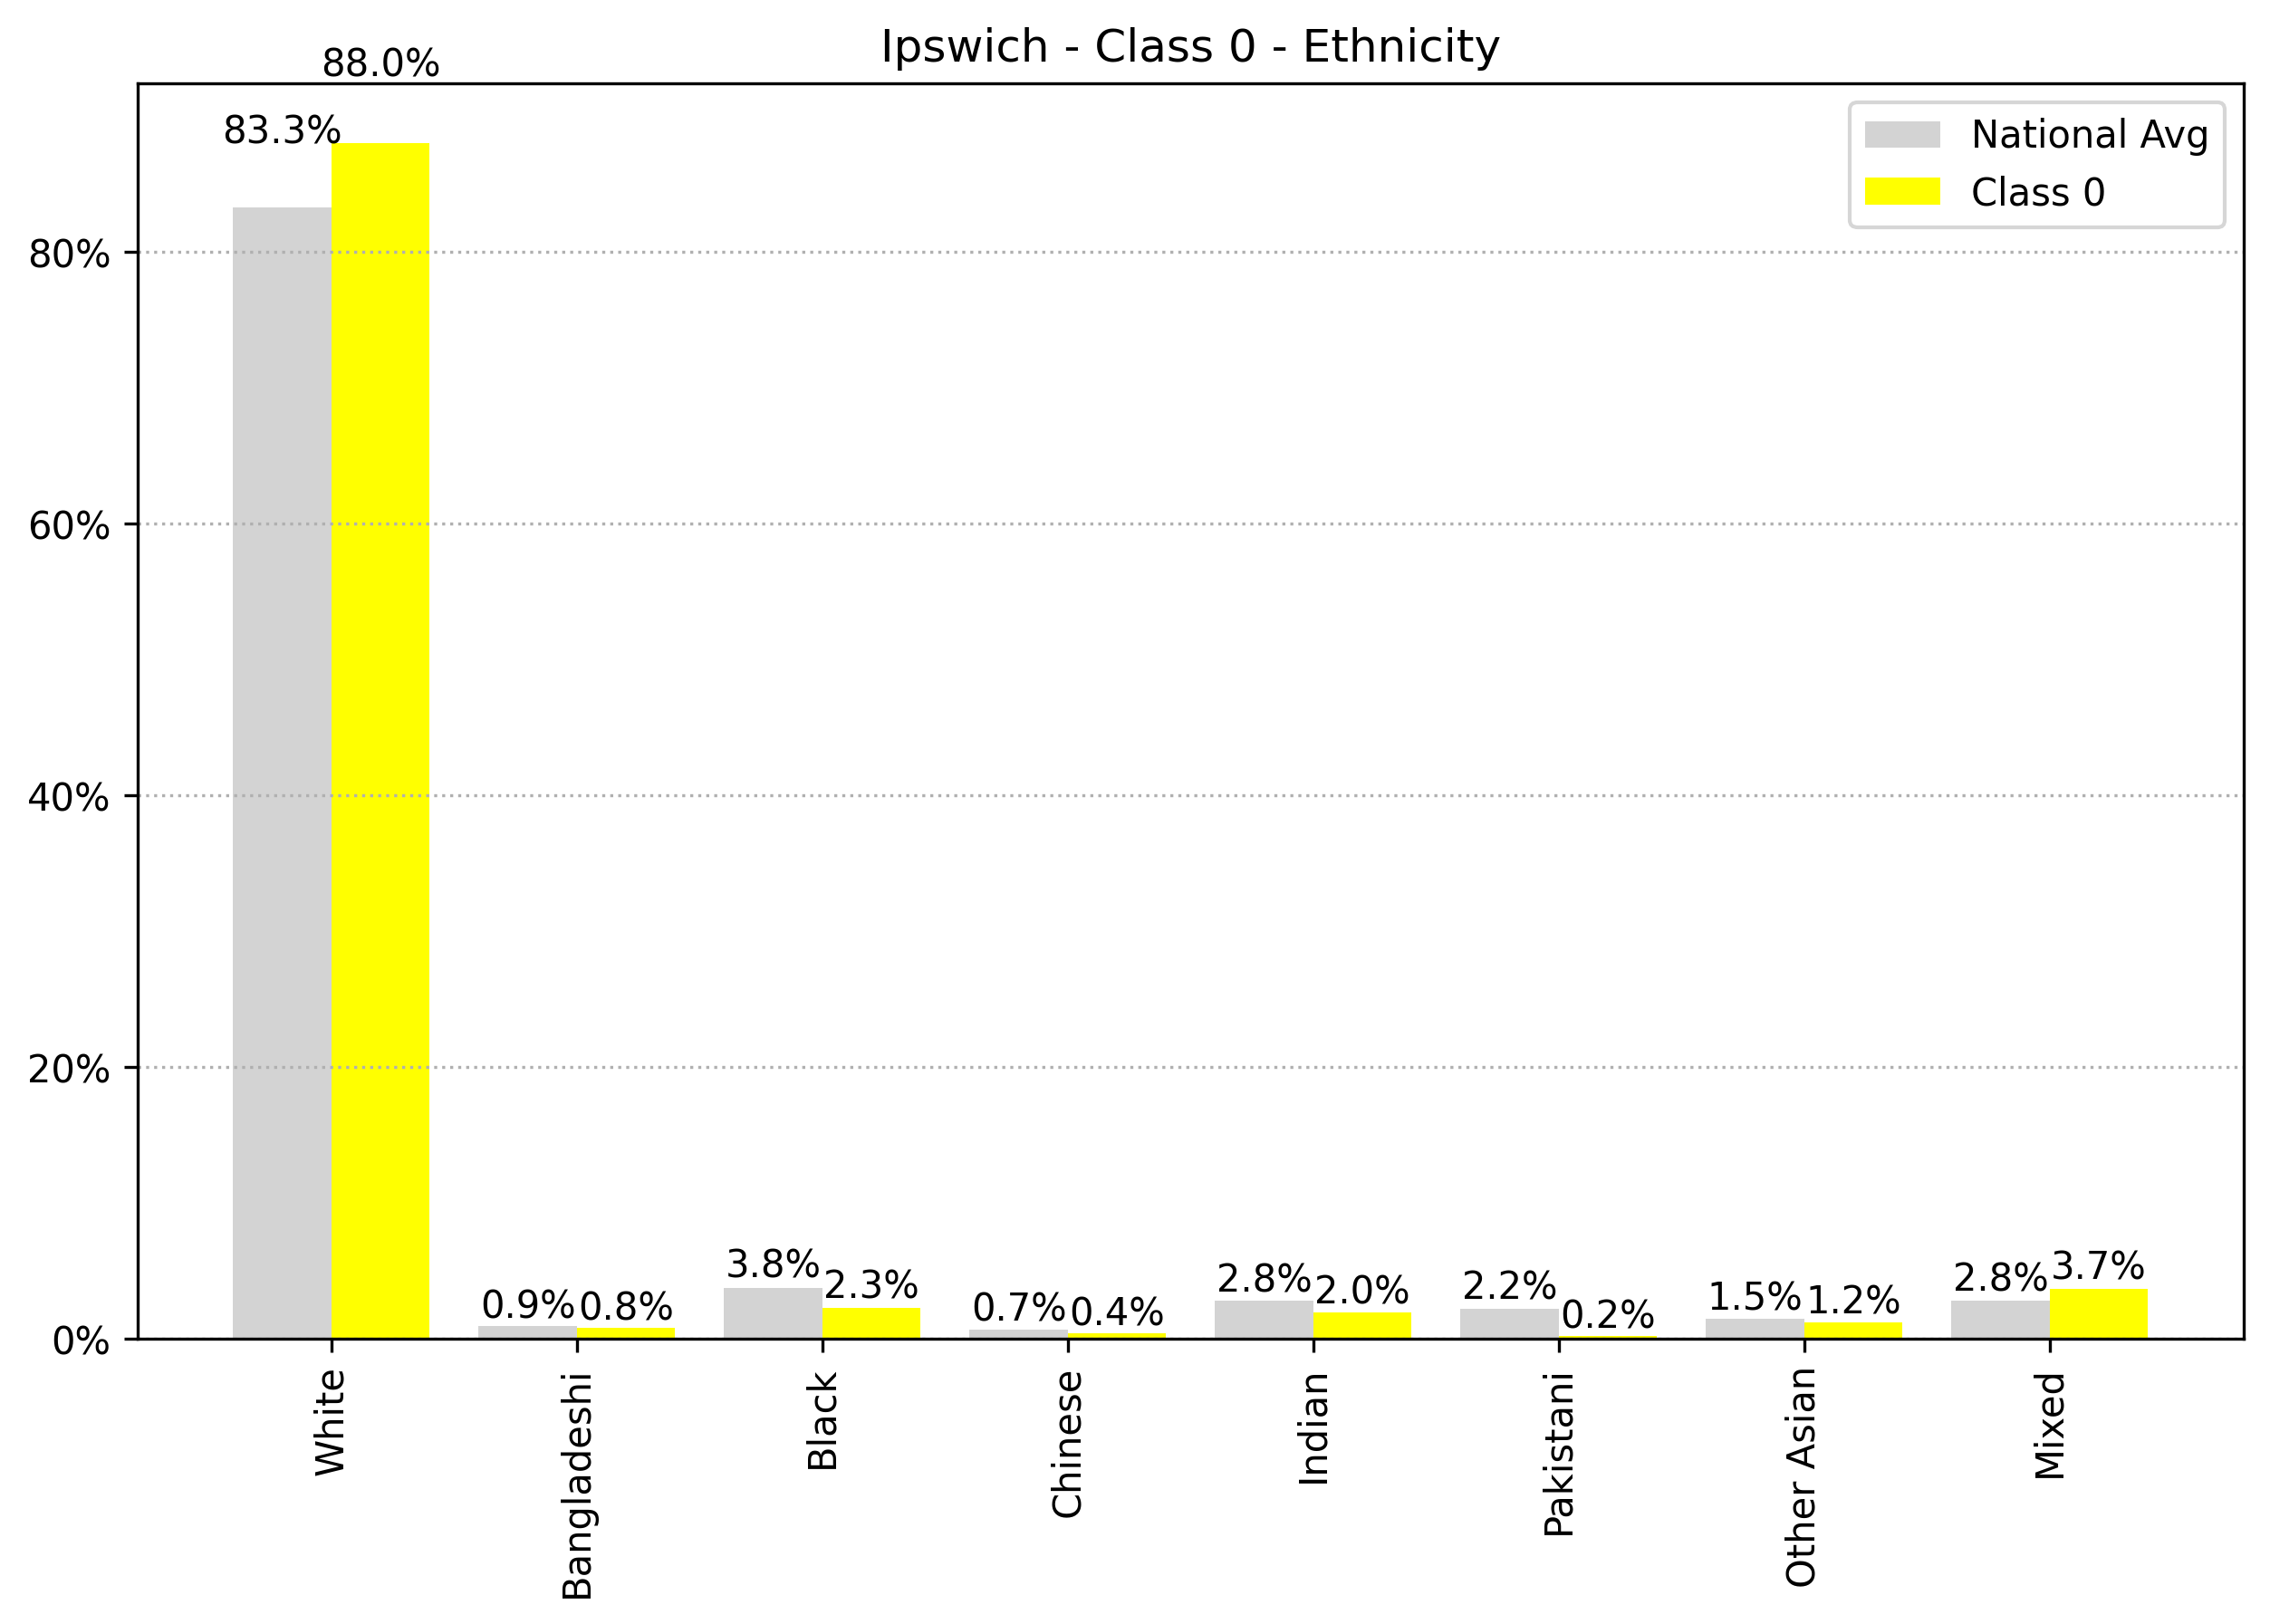 Ipswich - Class 0 - Ethnicity
88.0%
83.3%
National Avg
Class 0
80%
60%
40%
20%
0%
0.9% 0.8%
3.8% 2.3%
0.7% 0.4%
2.8% 2.0%
2.2% 0.2%
1.5% 1.2%
2.8% 3.7%
White
Bangladeshi
Black
Chinese
Indian
Pakistani
Other Asian
Mixed